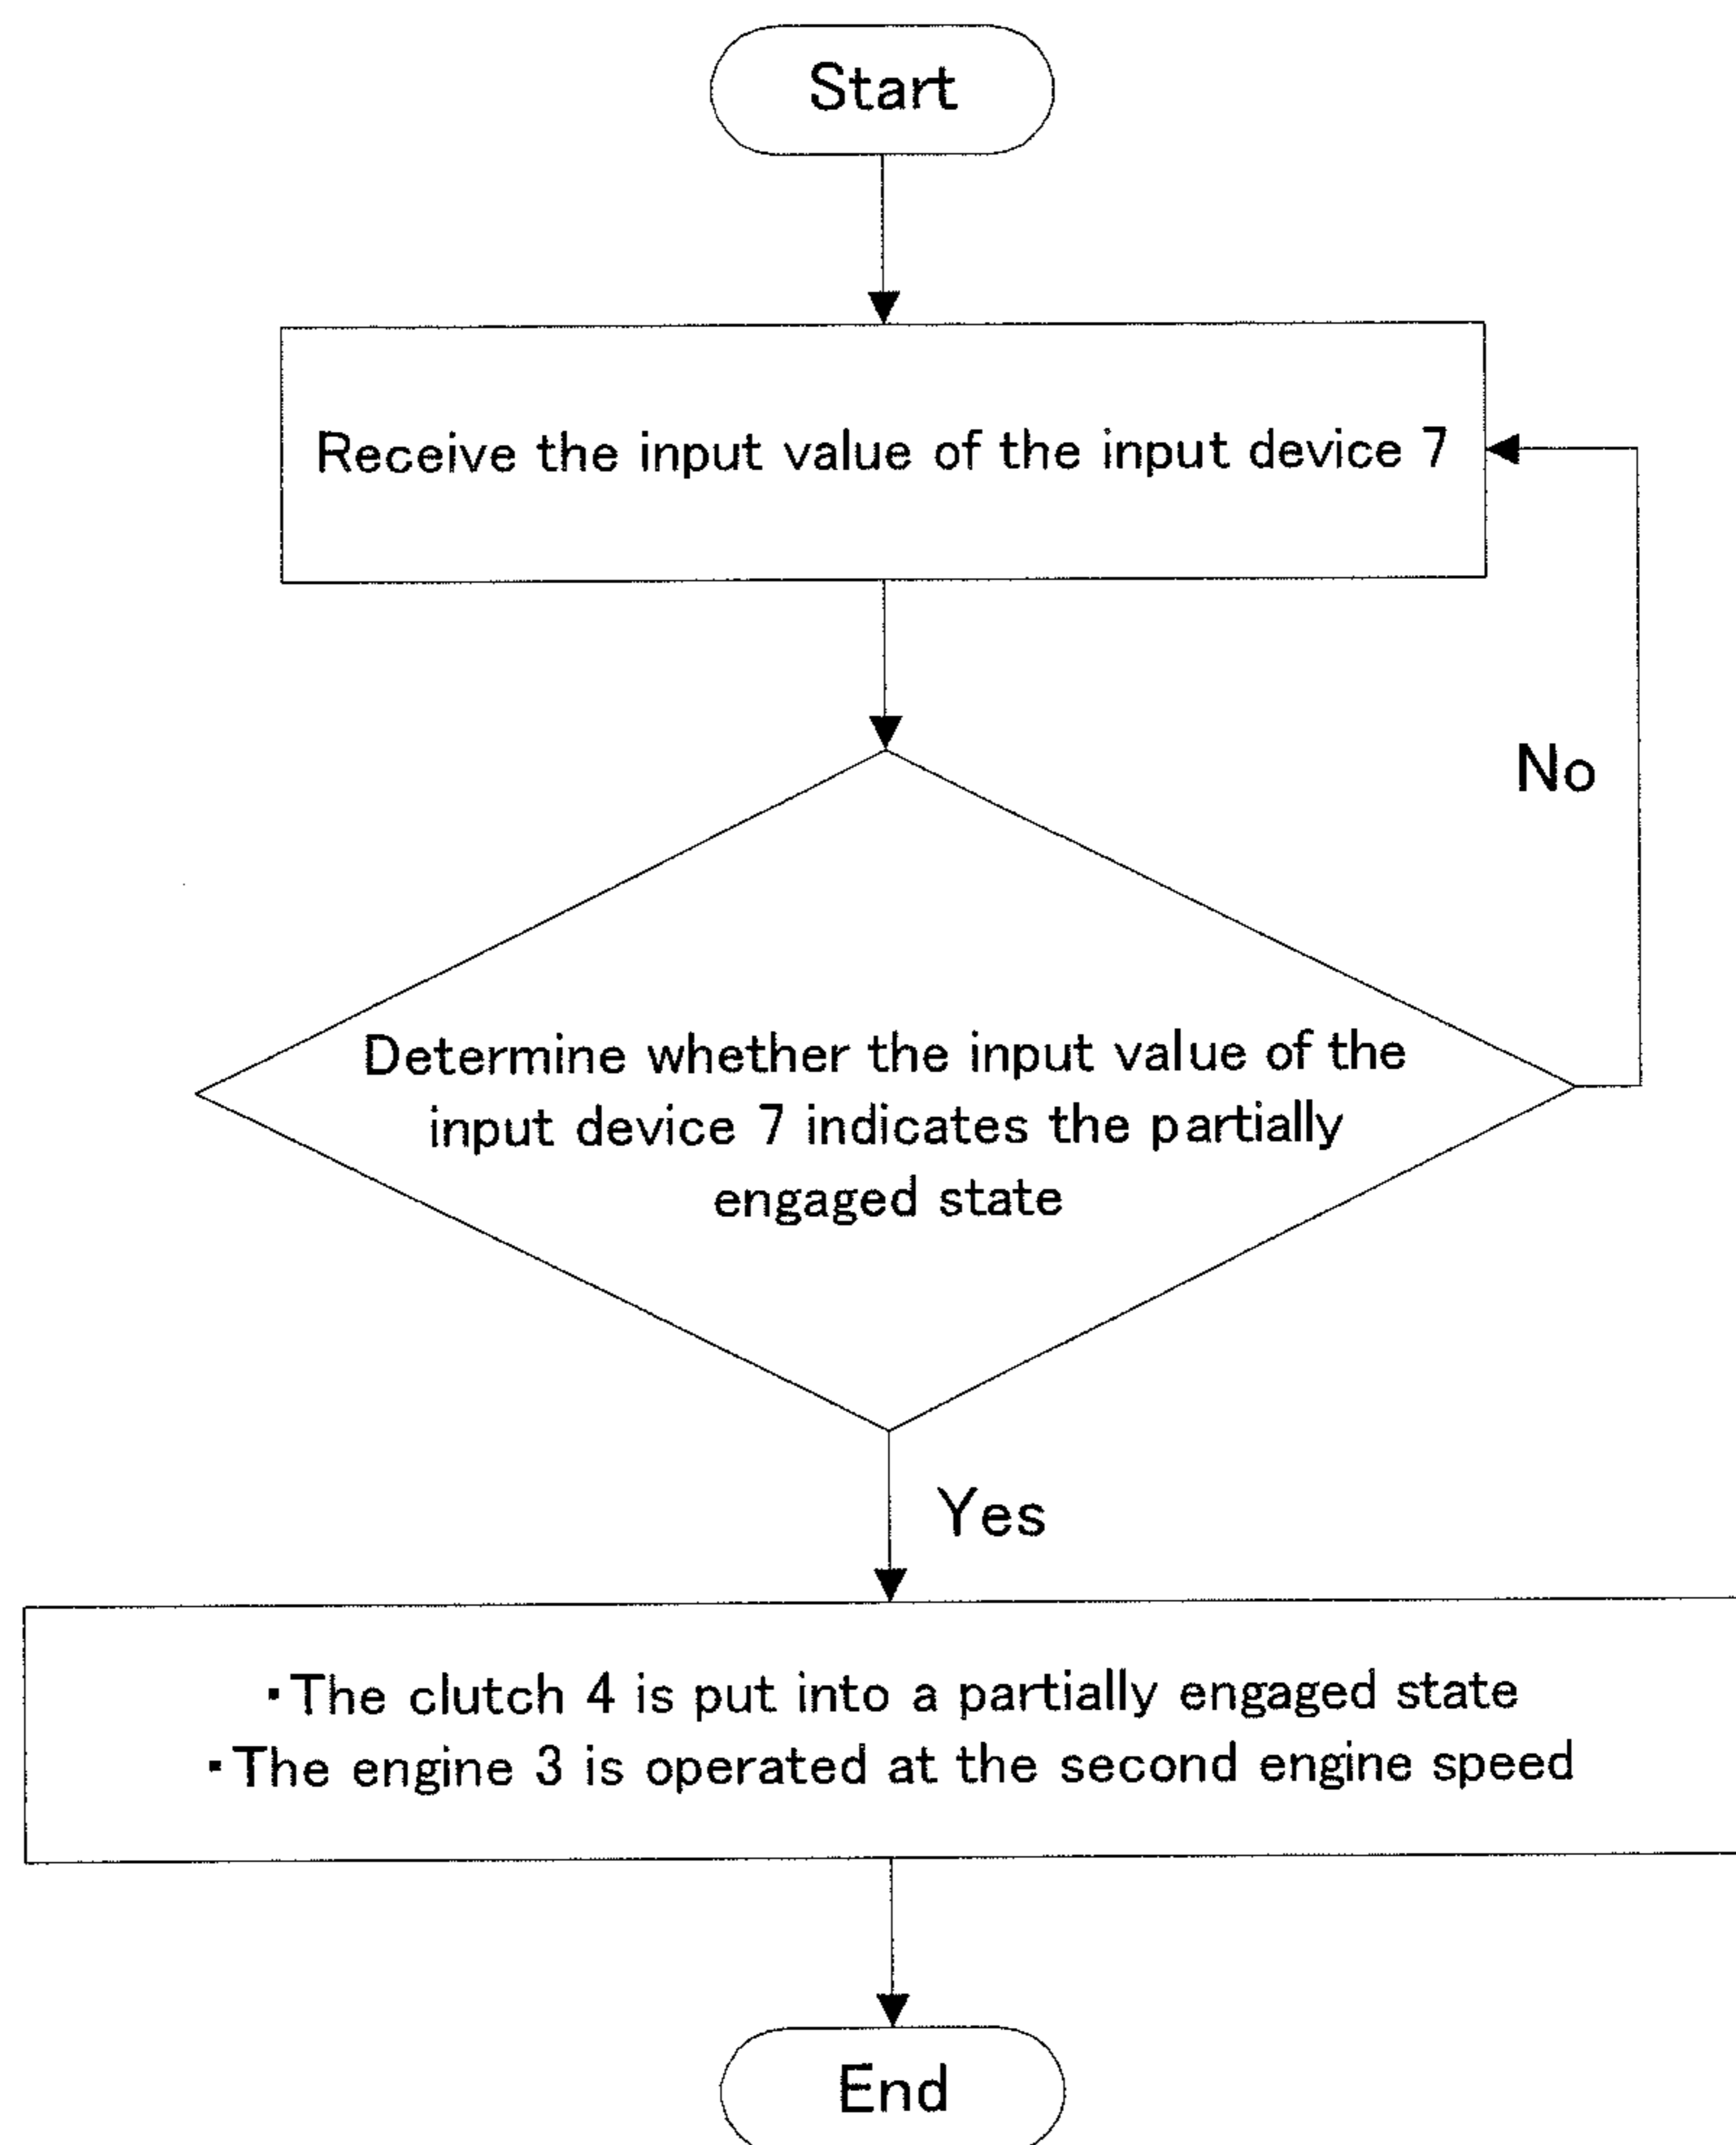 Start
Receive the input value of the input device 7
No
Determine whether the input value of the
input device 7 indicates the partially
engaged state
Yes
▪The clutch 4 is put into a partially engaged state
▪The engine 3 is operated at the second engine speed
End